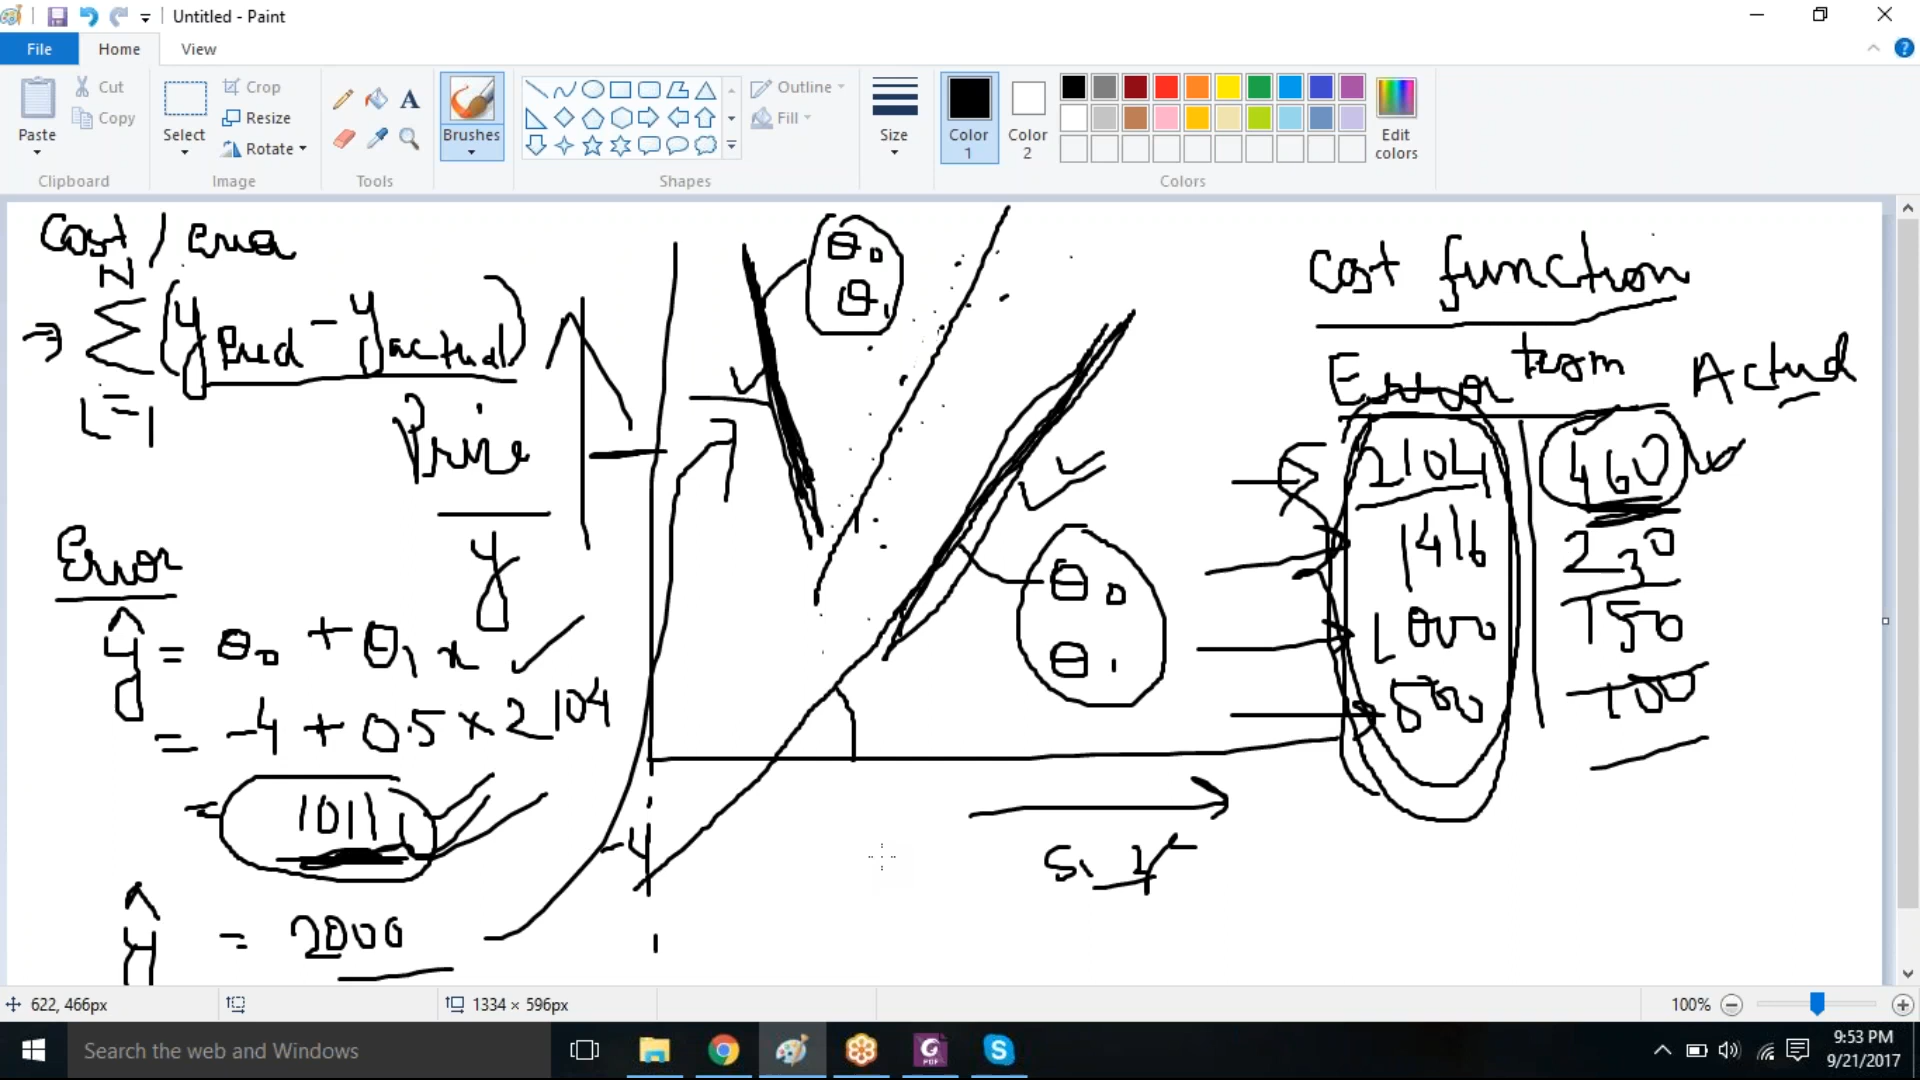 Untitled - Paint
File Home View
Paste Cut Copy Clipboard
Select Crop Resize Rotate Image
Tools
Brushes
Shapes
Outline Fill
Size
Color 1
Color 2
Edit colors
Colors
Cost /
N
⇒ Σ (y pred - y actual)
i=1
Price
y
θ0
θ1
Cost function
Error term Actual
2104 460
1416 230
1000 150
800 100
Error
ŷ = θ0 + θ1 x
= -4 + 0.5 × 2104
= 1011
ŷ = 2000
-4
θ0
θ1
622, 466px
1334 × 596px
100%
Search the web and Windows
9:53 PM
9/21/2017